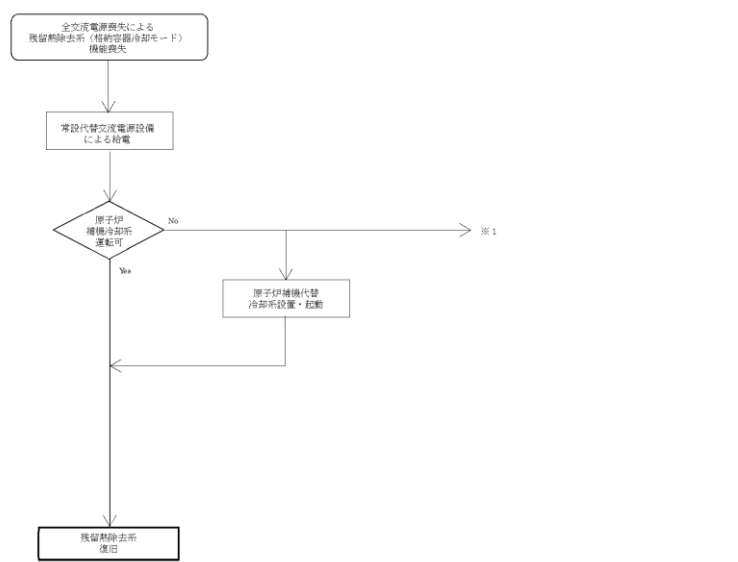 全交流電源喪失による
残留熱除去系（格納容器冷却モード）
機能喪失
常設代替交流電源設備
による給電
原子炉
補機冷却系
運転可
No
※１
Yes
原子炉補機代替
冷却系設置・起動
残留熱除去系
復旧